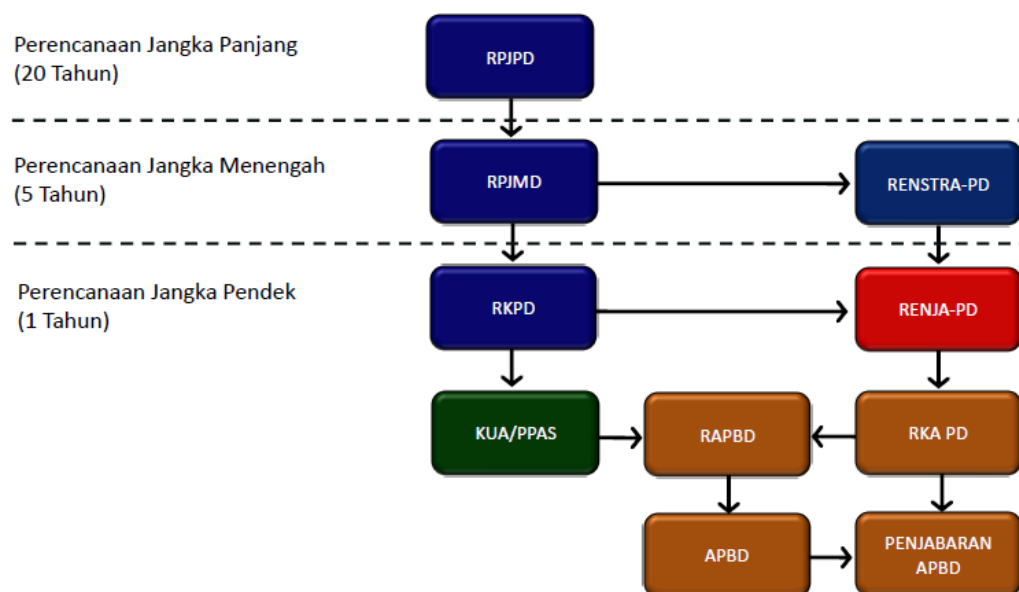 Perencanaan Jangka Panjang
(20 Tahun)
RPJPD
Perencanaan Jangka Menengah
(5 Tahun)
RPJMD
RENSTRA-PD
Perencanaan Jangka Pendek
(1 Tahun)
RKPD
RENJA-PD
KUA/PPAS
RAPBD
RKA PD
APBD
PENJABARAN
APBD